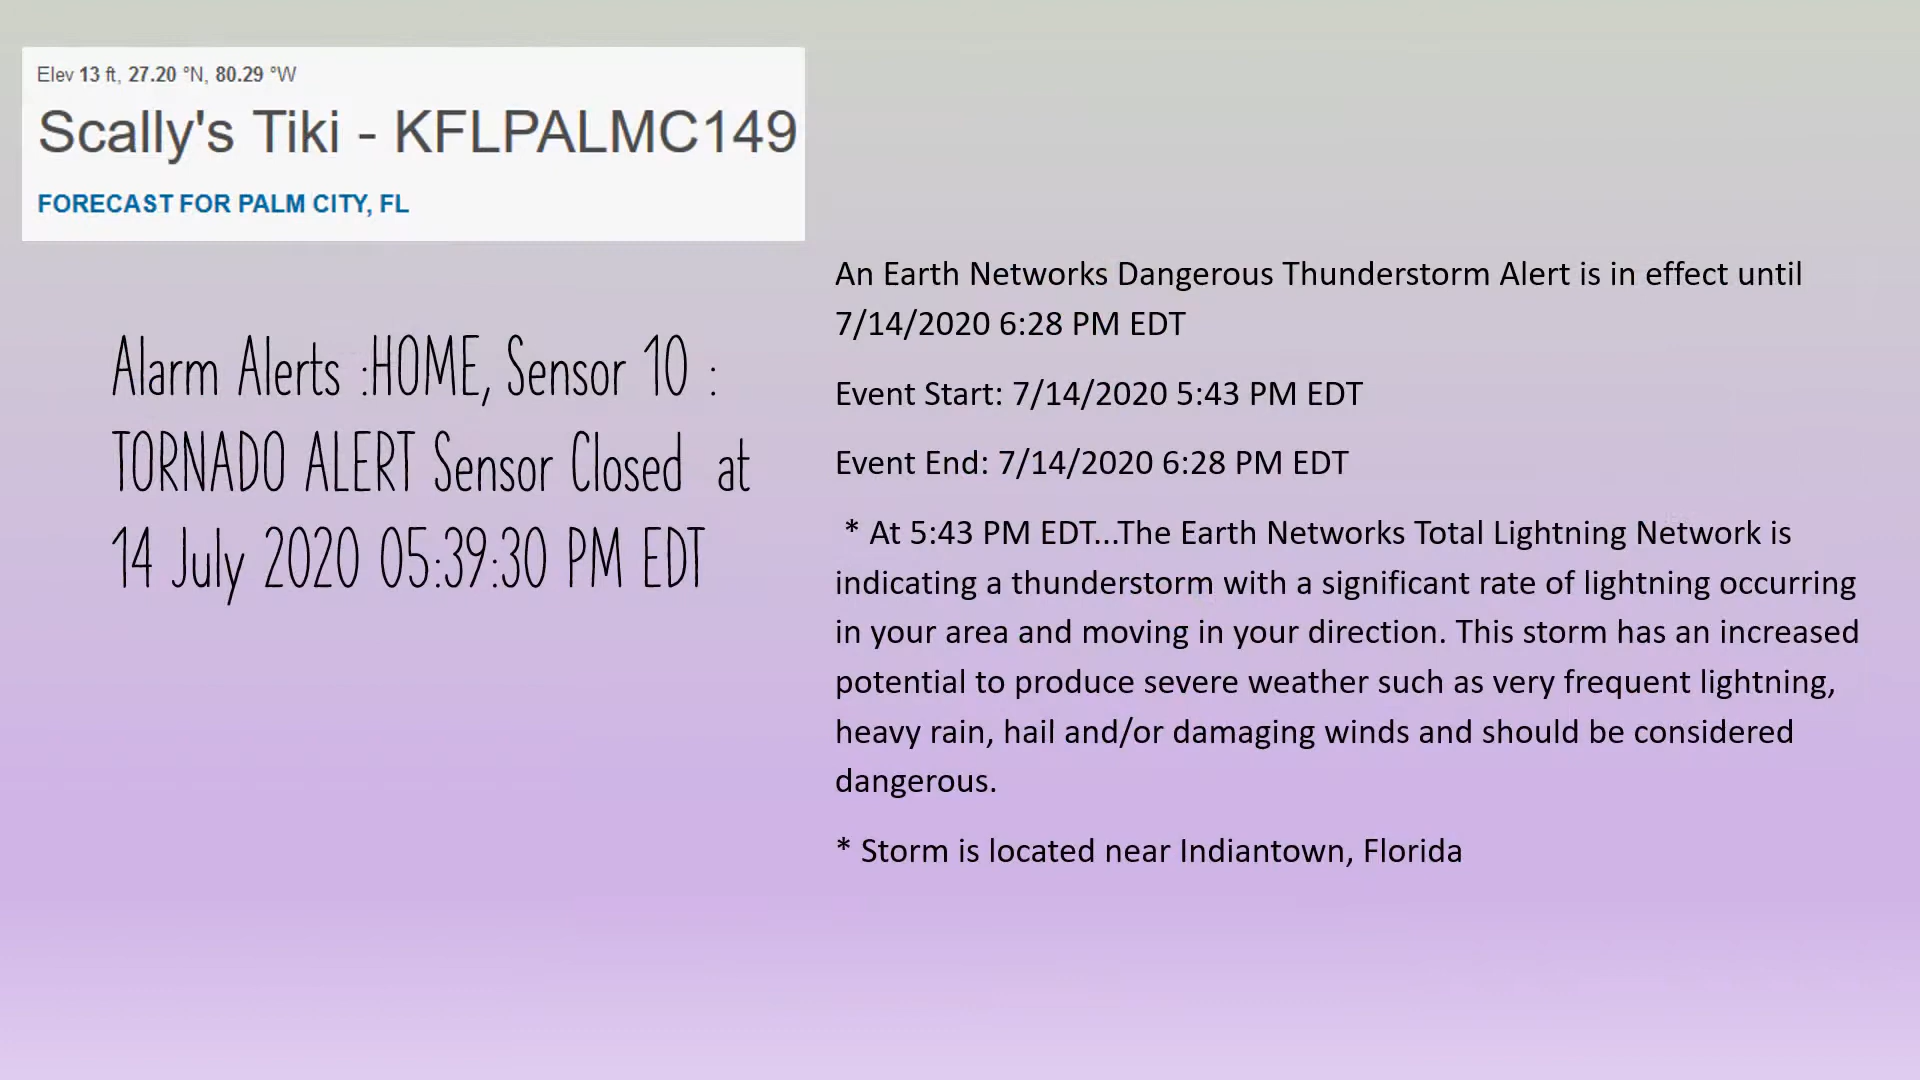 Elev 13 ft, 27.20 °N, 80.29 °W
Scally's Tiki - KFLPALMC149
FORECAST FOR PALM CITY, FL
Alarm Alerts :HOME, Sensor 10 :
TORNADO ALERT Sensor Closed at
14 July 2020 05:39:30 PM EDT
An Earth Networks Dangerous Thunderstorm Alert is in effect until
7/14/2020 6:28 PM EDT
Event Start: 7/14/2020 5:43 PM EDT
Event End: 7/14/2020 6:28 PM EDT
* At 5:43 PM EDT...The Earth Networks Total Lightning Network is
indicating a thunderstorm with a significant rate of lightning occurring
in your area and moving in your direction. This storm has an increased
potential to produce severe weather such as very frequent lightning,
heavy rain, hail and/or damaging winds and should be considered
dangerous.
* Storm is located near Indiantown, Florida